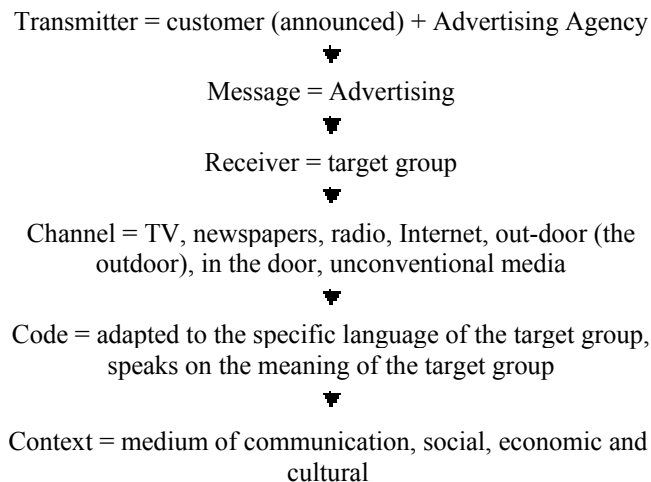 Transmitter = customer (announced) + Advertising Agency
Message = Advertising
Receiver = target group
Channel = TV, newspapers, radio, Internet, out-door (the
outdoor), in the door, unconventional media
Code = adapted to the specific language of the target group,
speaks on the meaning of the target group
Context = medium of communication, social, economic and
cultural